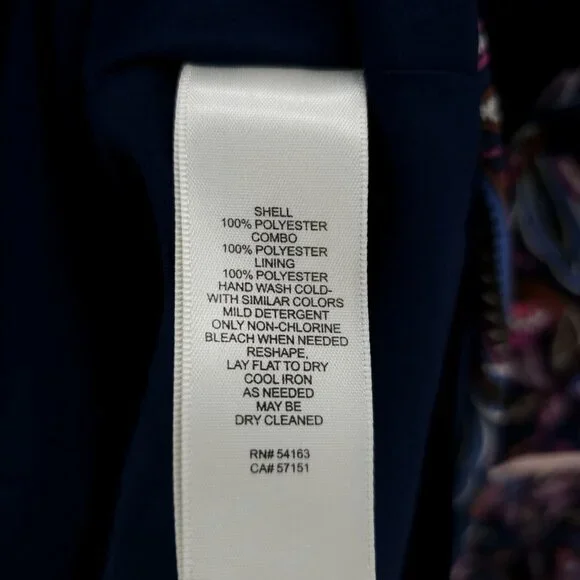 SHELL
100% POLYESTER
COMBO
100% POLYESTER
LINING
100% POLYESTER
HAND WASH COLD-
WITH SIMILAR COLORS
MILD DETERGENT
ONLY NON-CHLORINE
BLEACH WHEN NEEDED
RESHAPE,
LAY FLAT TO DRY
COOL IRON
AS NEEDED
MAY BE
DRY CLEANED
RN# 54163
CA# 57151